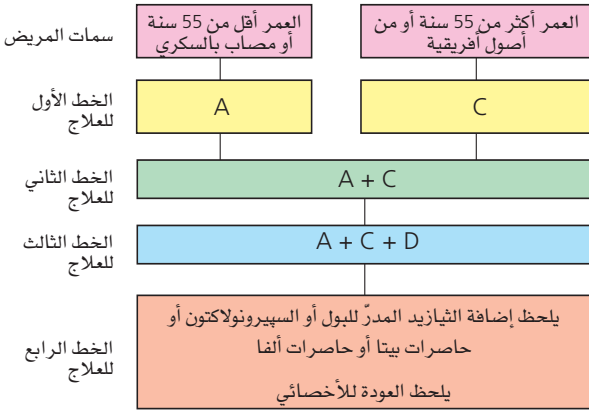 سمات المريض
العمر أقل من 55 سنة
أو مصاب بالسكري
العمر أكثر من 55 سنة أو من
أصول أفريقية
الخط الأول
للعلاج
A
C
الخط الثاني
للعلاج
A + C
الخط الثالث
للعلاج
A + C + D
الخط الرابع
للعلاج
يلحظ إضافة الثيازيد المدرّ للبول أو السپيرونولاكتون أو
حاصرات بيتا أو حاصرات ألفا
يلحظ العودة للأخصائي